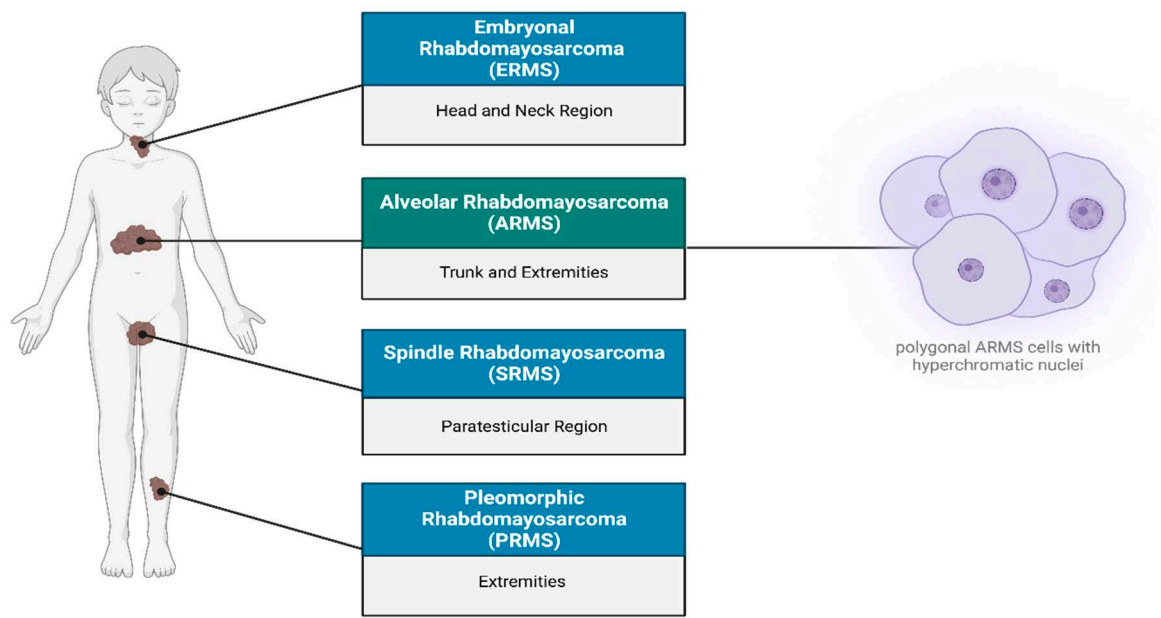 Embryonal
Rhabdomayosarcoma
(ERMS)
Head and Neck Region
Alveolar Rhabdomayosarcoma
(ARMS)
Trunk and Extremities
polygonal ARMS cells with
hyperchromatic nuclei
Spindle Rhabdomayosarcoma
(SRMS)
Paratesticular Region
Pleomorphic
Rhabdomayosarcoma
(PRMS)
Extremities